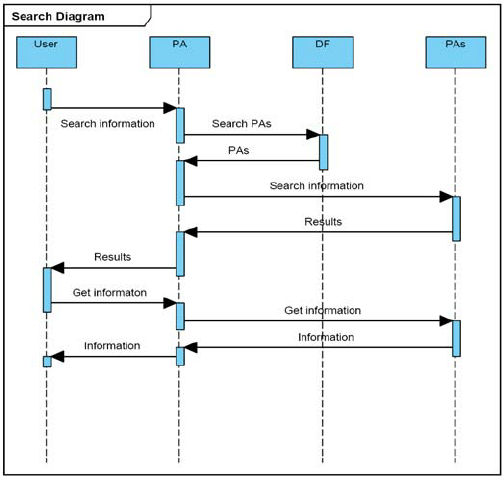 Search Diagram
User PA DF PAs
Search information
Search PAs
PAs
Search information
Results
Results
Get informaton
Get information
Information
Information